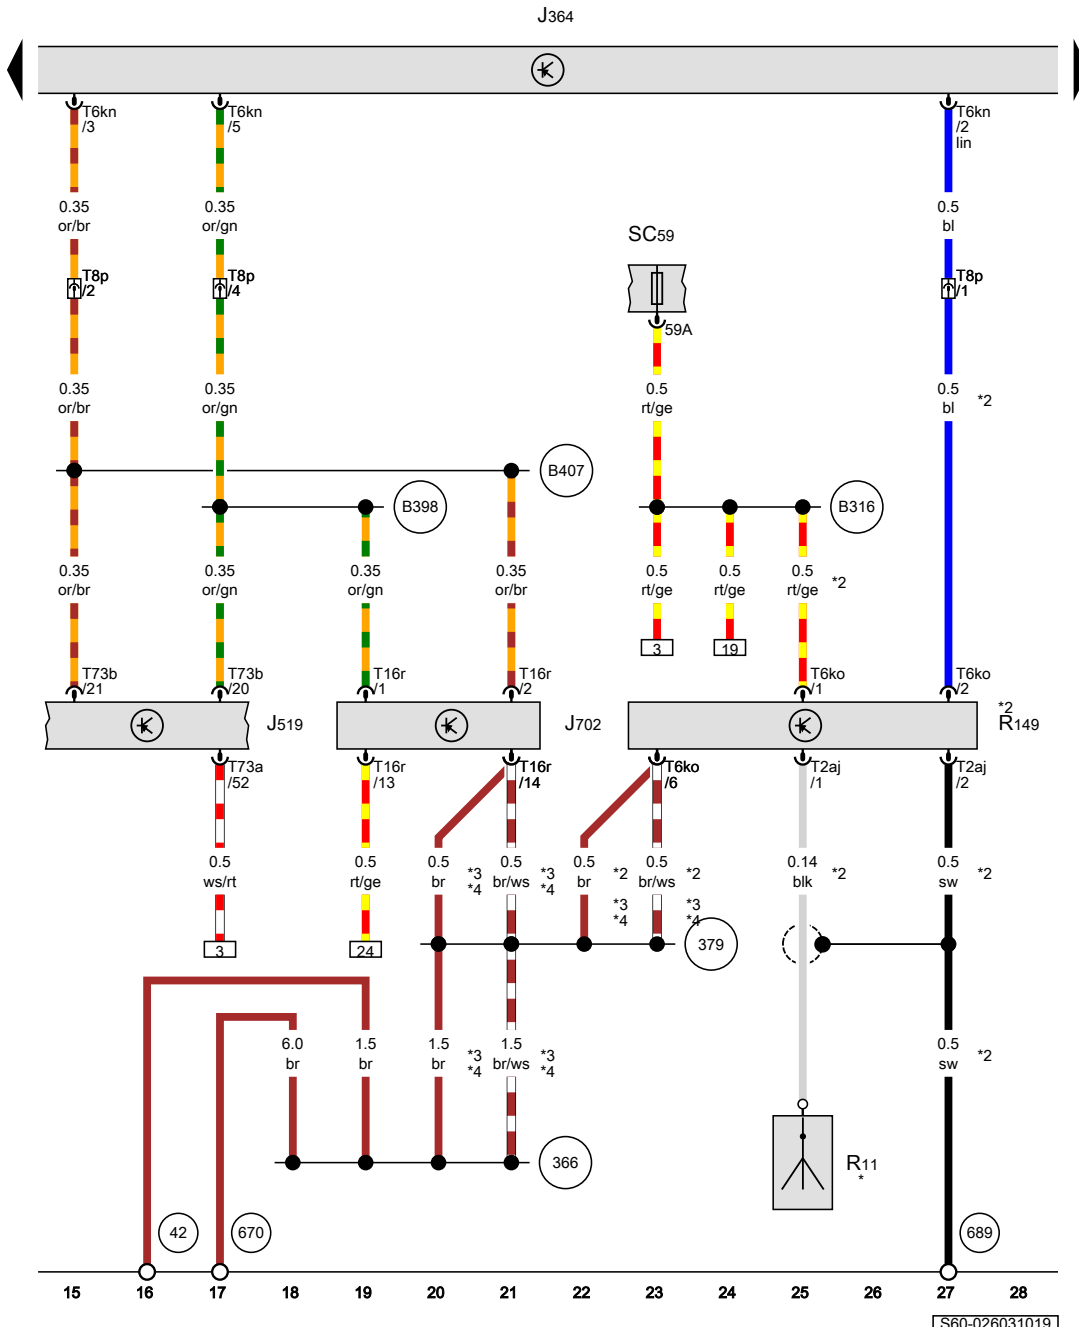 J364
T6kn
/3
T6kn
/5
T6kn
/2
lin
0.35
or/br
0.35
or/gn
0.5
bl
SC59
T8p
/2
T8p
/4
T8p
/1
59A
0.35
or/br
0.35
or/gn
0.5
rt/ge
0.5
bl
*2
B407
B398
B316
0.35
or/br
0.35
or/gn
0.35
or/gn
0.35
or/br
0.5
rt/ge
0.5
rt/ge
0.5
rt/ge
*2
3
19
T73b
/21
T73b
/20
T16r
/1
T16r
/2
T6ko
/1
T6ko
/2
J519
J702
*2
R149
T73a
/52
T16r
/13
T16r
/14
T6ko
/6
T2aj
/1
T2aj
/2
0.5
ws/rt
0.5
rt/ge
0.5
br
*3
*4
0.5
br/ws
*3
*4
0.5
br
*2
*3
*4
0.5
br/ws
*2
*3
*4
0.14
blk
*2
0.5
sw
*2
3
24
379
6.0
br
1.5
br
1.5
br
*3
*4
1.5
br/ws
*3
*4
0.5
sw
*2
366
R11
*
42
670
689
15 16 17 18 19 20 21 22 23 24 25 26 27 28
S60-026031019